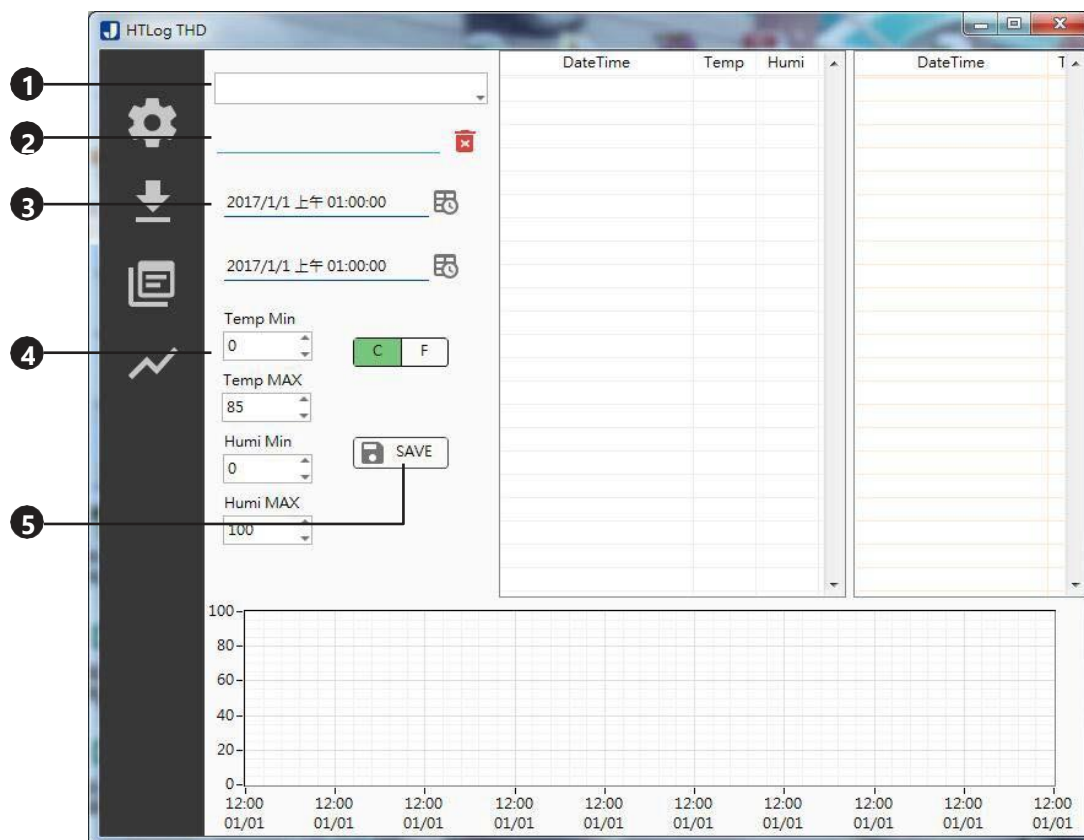 HTLog THD
DateTime Temp Humi
DateTime T
1
2
3 2017/1/1 上午 01:00:00
2017/1/1 上午 01:00:00
Temp Min
4 0 C F
Temp MAX
85
Humi Min
0 SAVE
Humi MAX
5 100
100
80
60
40
20
0
12:00 12:00 12:00 12:00 12:00 12:00 12:00 12:00 12:00 12:00
01/01 01/01 01/01 01/01 01/01 01/01 01/01 01/01 01/01 01/01